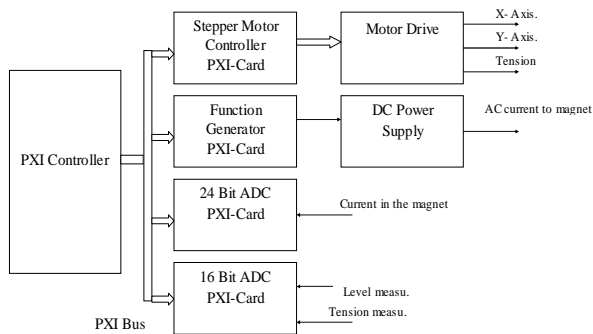 Stepper Motor
Controller
PXI-Card
Motor Drive
X- Axis.
Y- Axis.
Tension
PXI Controller
Function
Generator
PXI-Card
DC Power
Supply
AC current to magnet
24 Bit ADC
PXI-Card
Current in the magnet
16 Bit ADC
PXI-Card
Level measu.
Tension measu.
PXI Bus